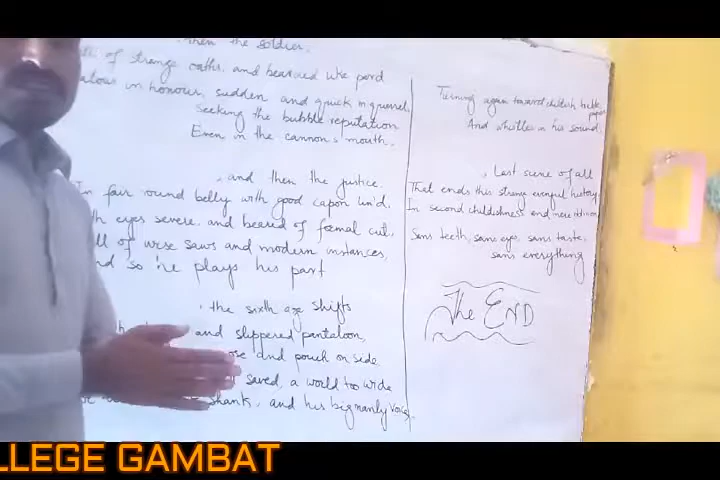 then the soldier.
of strange oaths, and bearded like pard
in honour, sudden and quick in quarrel,
Seeking the bubble reputation
Even in the cannon's mouth.
, and then the justice.
In fair round belly with good capon lin'd.
eyes severe, and beared of formal cut,
of wise saws and modern instances,
so he plays his part
, the sixth age shifts
and slippered pantaloon,
and pouch on side
saved, a world too wide
shank, and his big manly voice,
Turning again toward childish treble, pipes
And whistles in his sound.
, Last scene of all
That ends this strange eventful history
In second childishness and mere oblivion
Sans teeth, sans eyes, sans taste,
sans everything
The END
LLEGE GAMBAT